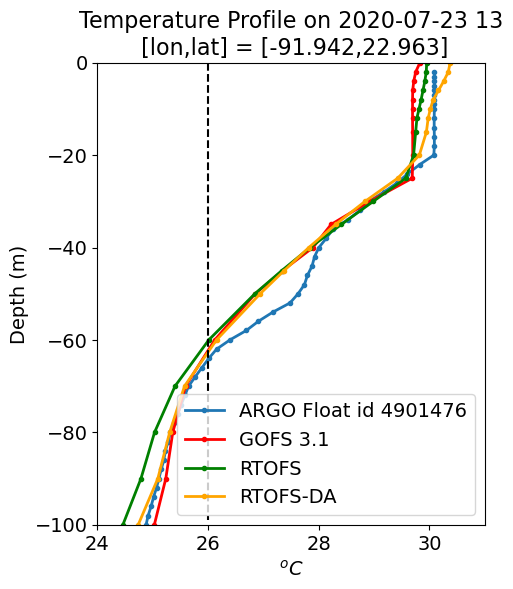 Temperature Profile on 2020-07-23 13
[lon,lat] = [-91.942,22.963]
0
−20
−40
−60
−80
−100
Depth (m)
ARGO Float id 4901476
GOFS 3.1
RTOFS
RTOFS-DA
24
26
28
30
°C